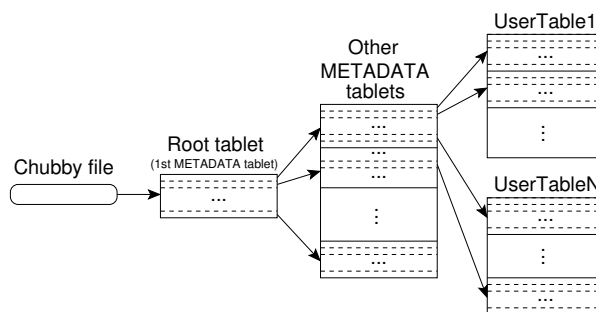 UserTable1
...
...
⋮
Other
METADATA
tablets
...
...
⋮
...
Root tablet
(1st METADATA tablet)
...
Chubby file
UserTableN
...
⋮
...